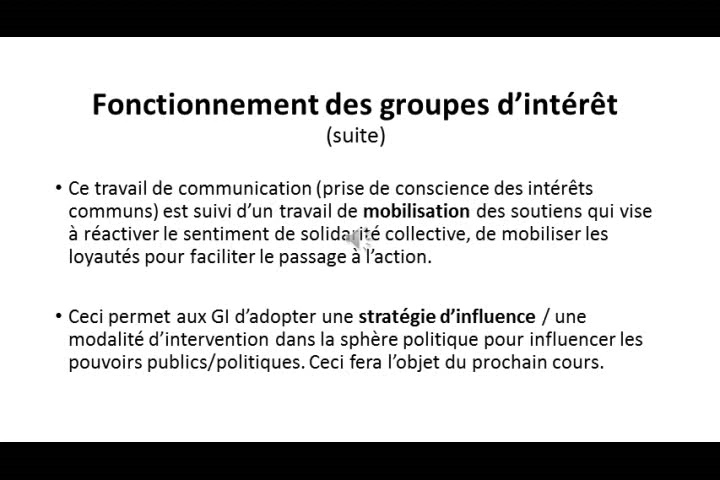 Fonctionnement des groupes d’intérêt
(suite)
• Ce travail de communication (prise de conscience des intérêts
communs) est suivi d’un travail de mobilisation des soutiens qui vise
à réactiver le sentiment de solidarité collective, de mobiliser les
loyautés pour faciliter le passage à l’action.
• Ceci permet aux GI d’adopter une stratégie d’influence / une
modalité d’intervention dans la sphère politique pour influencer les
pouvoirs publics/politiques. Ceci fera l’objet du prochain cours.